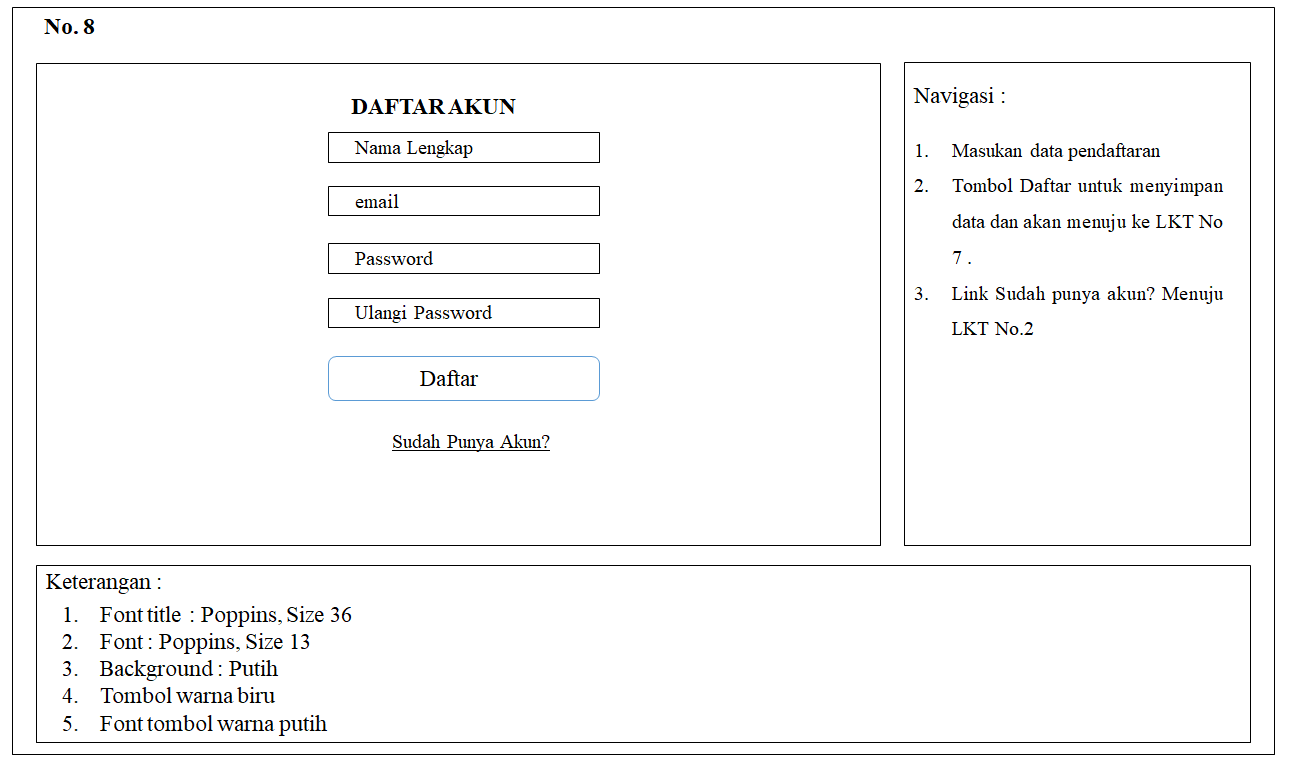 No. 8
DAFTAR AKUN
Nama Lengkap
email
Password
Ulangi Password
Daftar
Sudah Punya Akun?
Navigasi :
1. Masukan data pendaftaran
2. Tombol Daftar untuk menyimpan
data dan akan menuju ke LKT No
7 .
3. Link Sudah punya akun? Menuju
LKT No.2
Keterangan :
1. Font title : Poppins, Size 36
2. Font : Poppins, Size 13
3. Background : Putih
4. Tombol warna biru
5. Font tombol warna putih